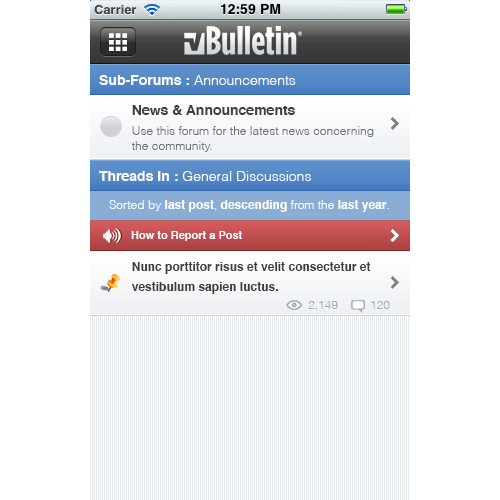 Carrier 12:59 PM
vBulletin®
Sub-Forums : Announcements
News & Announcements
Use this forum for the latest news concerning
the community.
Threads In : General Discussions
Sorted by last post, descending from the last year.
How to Report a Post
Nunc porttitor risus et velit consectetur et
vestibulum sapien luctus.
2,149 120